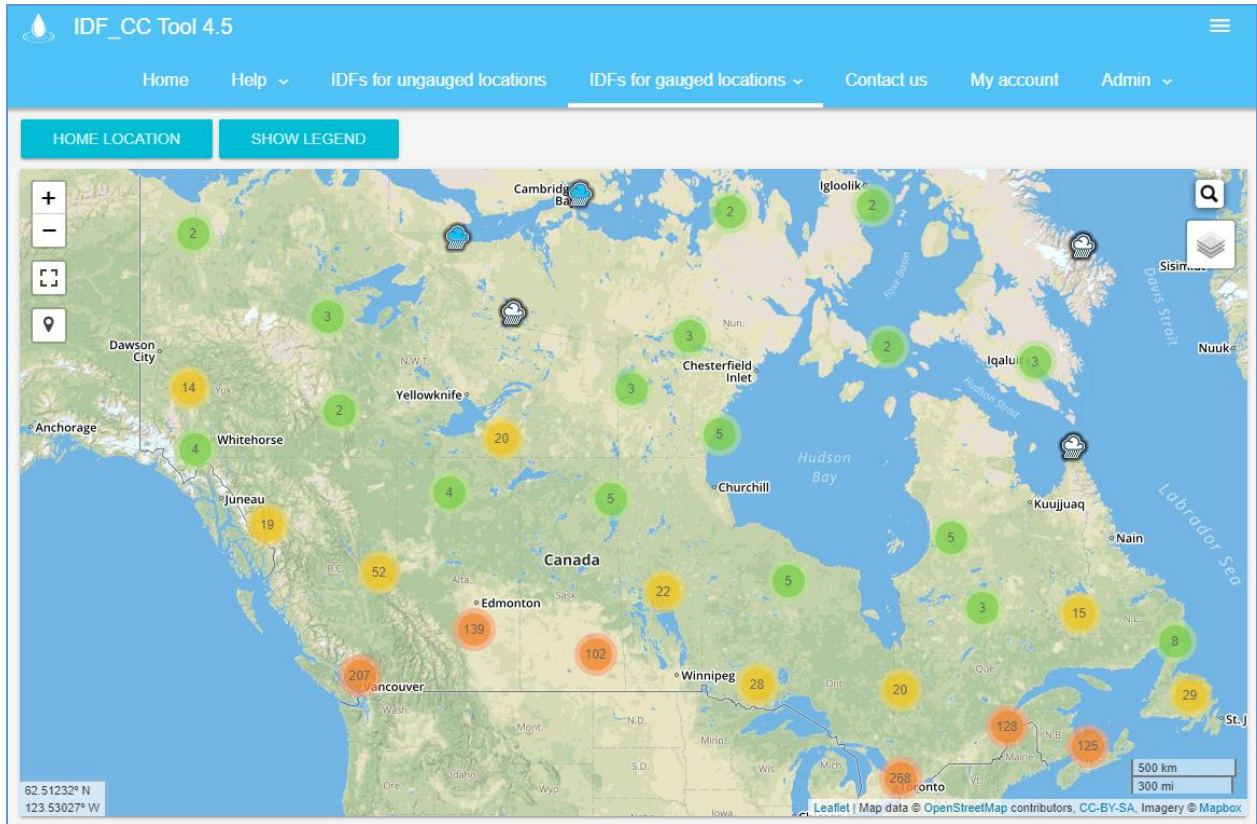 IDF_CC Tool 4.5
Home
Help
IDFs for ungauged locations
IDFs for gauged locations
Contact us
My account
Admin
HOME LOCATION
SHOW LEGEND
+
−
Cambridge
Ba
Igloolik
2
2
2
Foxe Basin
Sisim
Davis Strait
3
Nun.
3
2
Nuuk
Dawson
City
N.W.T.
Chesterfield
Inlet
Iqaluit
3
14
Yuk.
Yellowknife
3
Hudson Strait
2
Anchorage
Whitehorse
4
20
5
Hudson
Bay
4
5
Churchill
Kuujjuaq
Labrador Sea
Juneau
19
5
Nain
Canada
52
B.C.
Alta.
Sask
22
5
Edmonton
3
15
N.L.
139
102
8
207
Vancouver
Winnipeg
28
Ont.
20
Que.
29
St. J
Wash.
Mont.
N.D.
Minn.
128
N.B.
125
Maine
Idaho
S.D.
Wis.
Mich.
268
Toronto
Vt.
Ore.
Wyo.
Iowa
500 km
300 mi
62.51232° N
123.53027° W
Leaflet | Map data © OpenStreetMap contributors, CC-BY-SA, Imagery © Mapbox